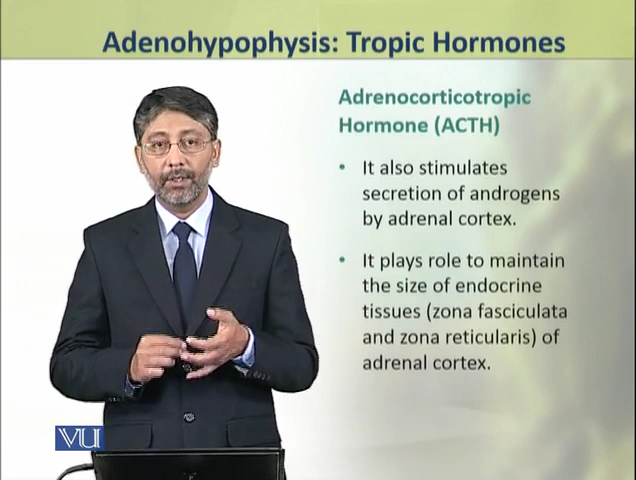 Adenohypophysis: Tropic Hormones
Adrenocorticotropic
Hormone (ACTH)
• It also stimulates
secretion of androgens
by adrenal cortex.
• It plays role to maintain
the size of endocrine
tissues (zona fasciculata
and zona reticularis) of
adrenal cortex.
VU